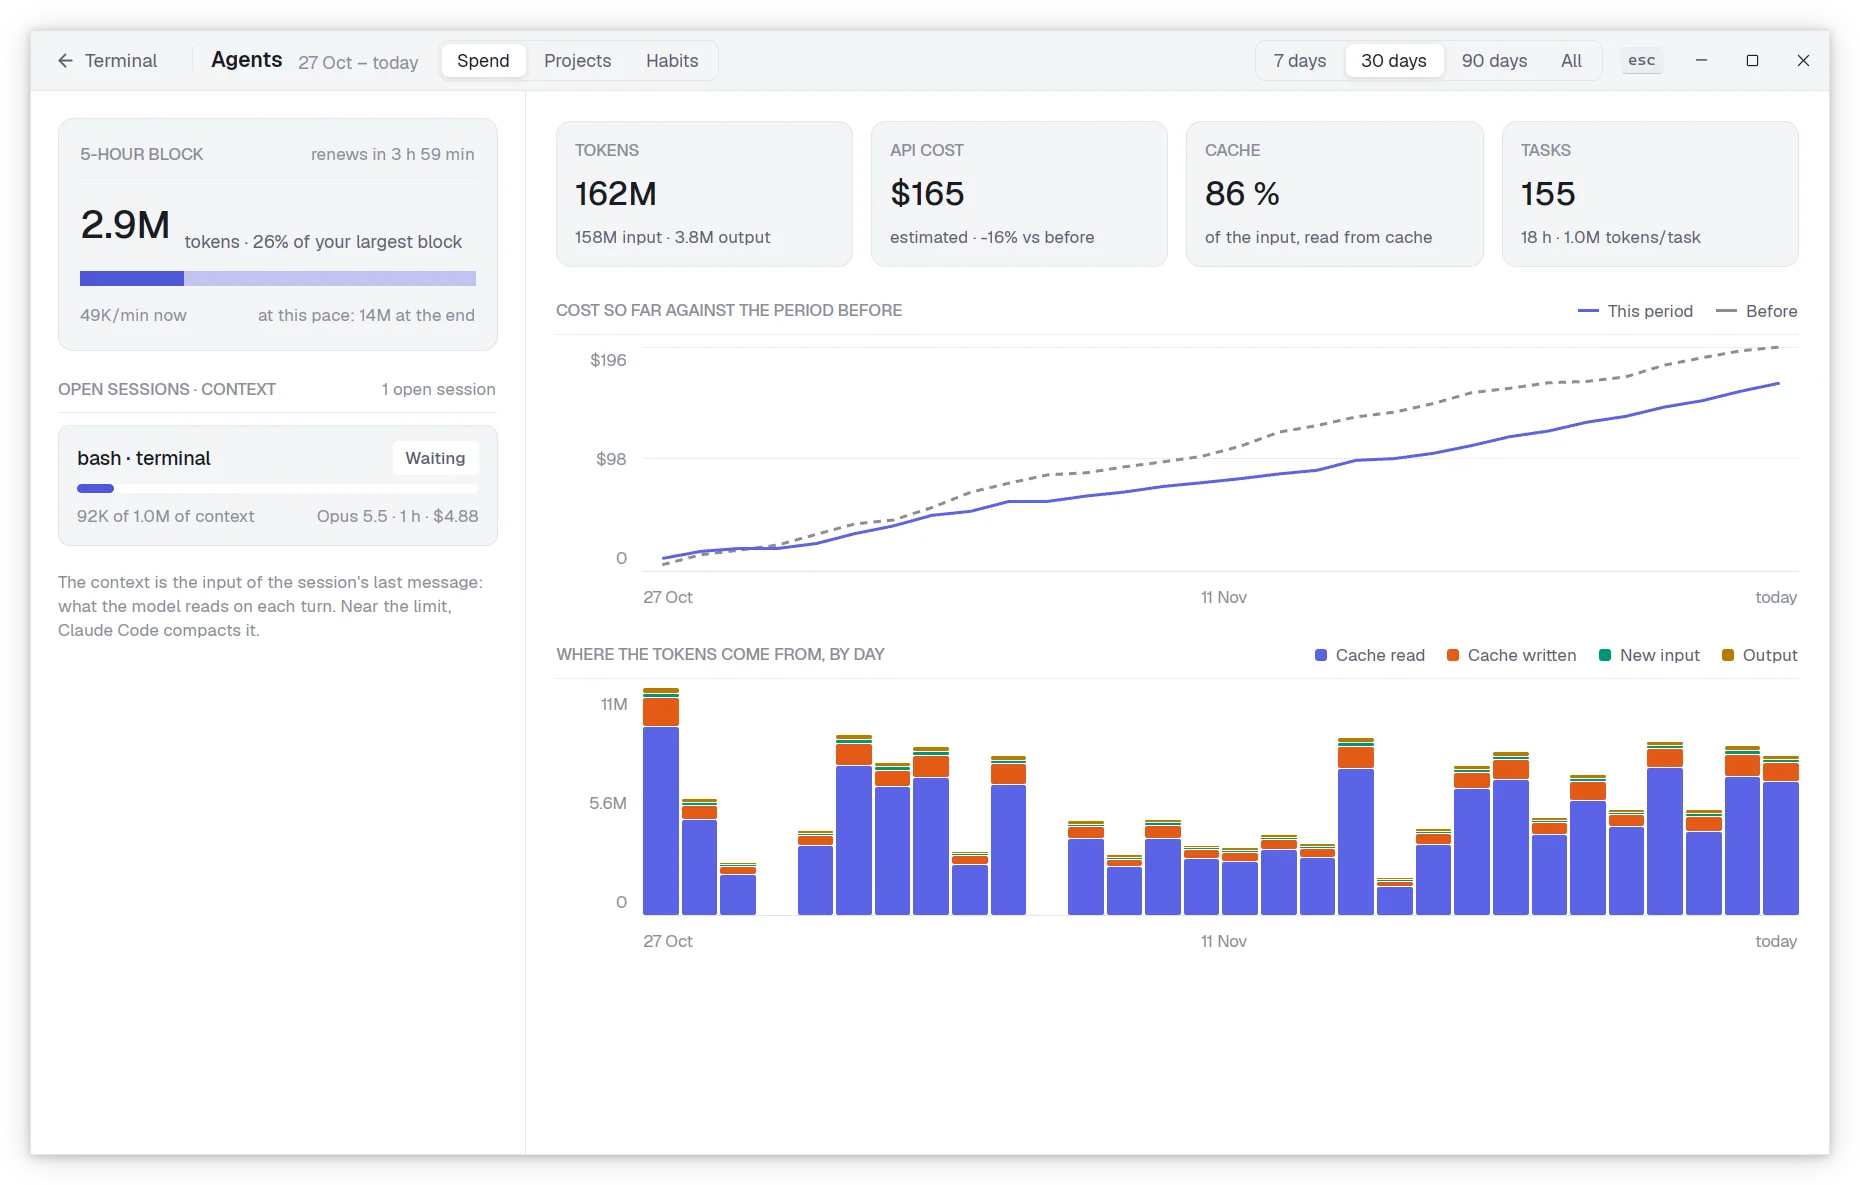 Terminal
Agents 27 Oct – today
Spend Projects Habits
7 days 30 days 90 days All
esc
5-HOUR BLOCK renews in 3 h 59 min
2.9M tokens · 26% of your largest block
49K/min now at this pace: 14M at the end
OPEN SESSIONS · CONTEXT 1 open session
bash · terminal Waiting
92K of 1.0M of context Opus 5.5 · 1 h · $4.88
The context is the input of the session's last message:
what the model reads on each turn. Near the limit,
Claude Code compacts it.
TOKENS
162M
158M input · 3.8M output
API COST
$165
estimated · -16% vs before
CACHE
86 %
of the input, read from cache
TASKS
155
18 h · 1.0M tokens/task
COST SO FAR AGAINST THE PERIOD BEFORE
This period Before
$196
$98
0
27 Oct 11 Nov today
WHERE THE TOKENS COME FROM, BY DAY
Cache read Cache written New input Output
11M
5.6M
0
27 Oct 11 Nov today